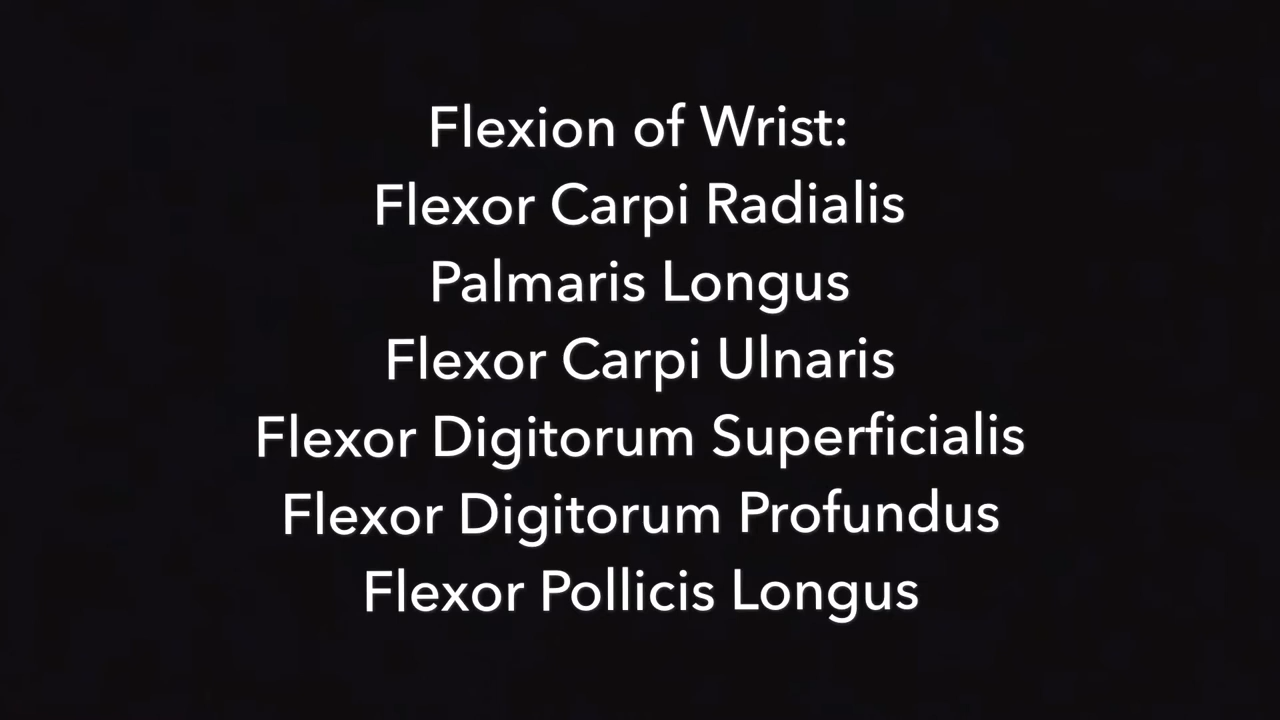 Flexion of Wrist:
Flexor Carpi Radialis
Palmaris Longus
Flexor Carpi Ulnaris
Flexor Digitorum Superficialis
Flexor Digitorum Profundus
Flexor Pollicis Longus